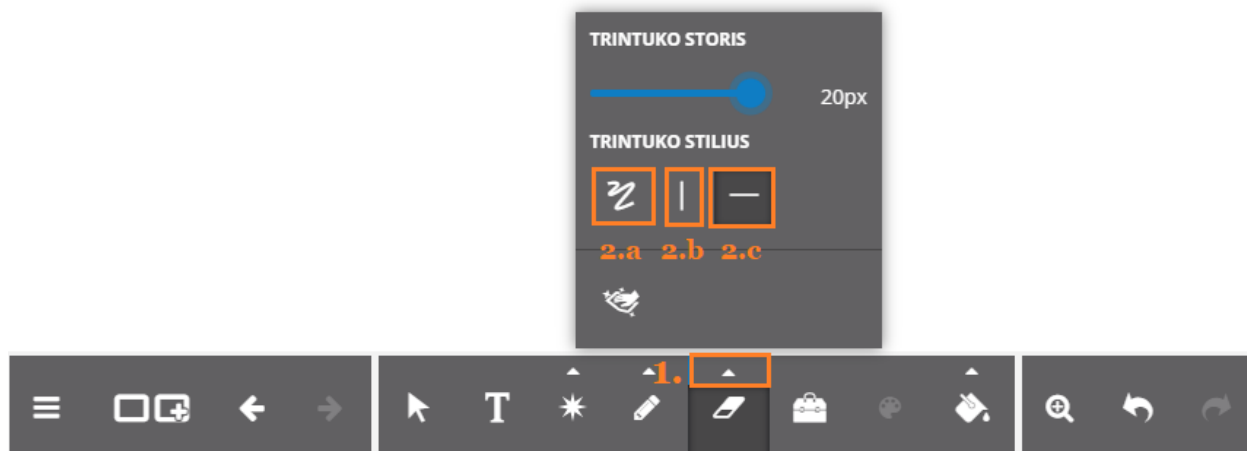 TRINTUKO STORIS
20px
TRINTUKO STILIUS
2.a 2.b 2.c
1.
T